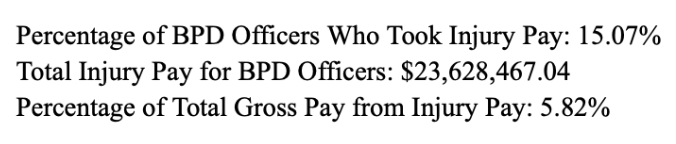 Percentage of BPD Officers Who Took Injury Pay: 15.07%
Total Injury Pay for BPD Officers: $23,628,467.04
Percentage of Total Gross Pay from Injury Pay: 5.82%